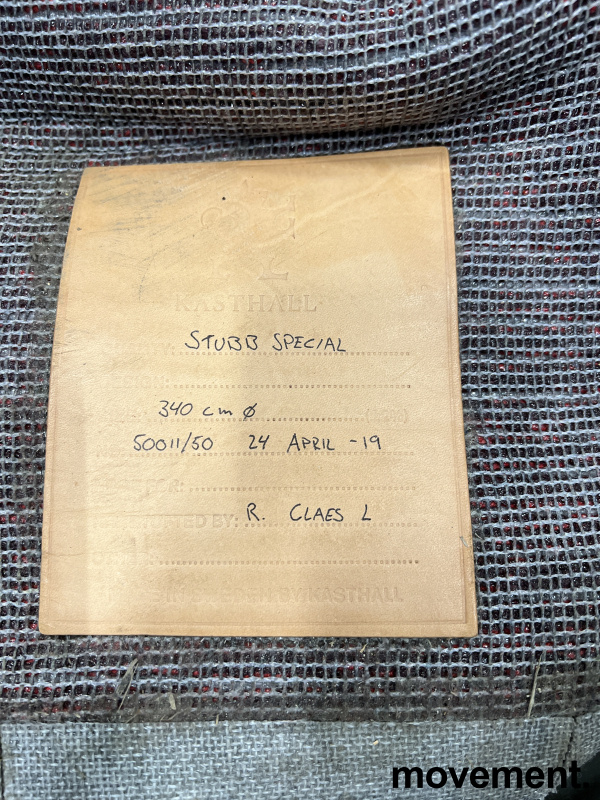 KASTHALL
STUBB SPECIAL
340 cm Ø
50011/50 24 APRIL -19
R. CLAES L
BY KASTHALL
movement.